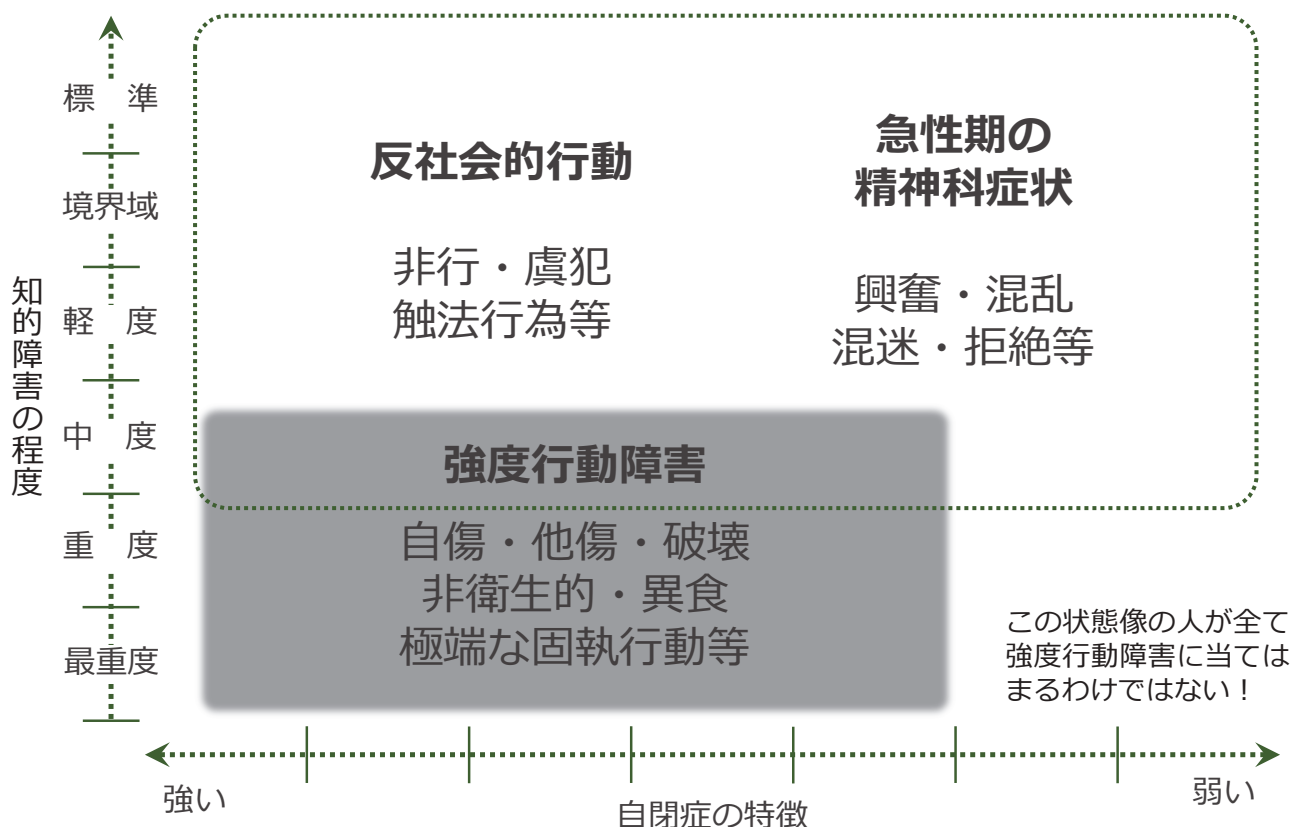 標　準
境界域
軽　度
中　度
重　度
最重度
知的障害の程度
反社会的行動
非行・虞犯
触法行為等
急性期の
精神科症状
興奮・混乱
混迷・拒絶等
強度行動障害
自傷・他傷・破壊
非衛生的・異食
極端な固執行動等
この状態像の人が全て
強度行動障害に当ては
まるわけではない！
強い
自閉症の特徴
弱い